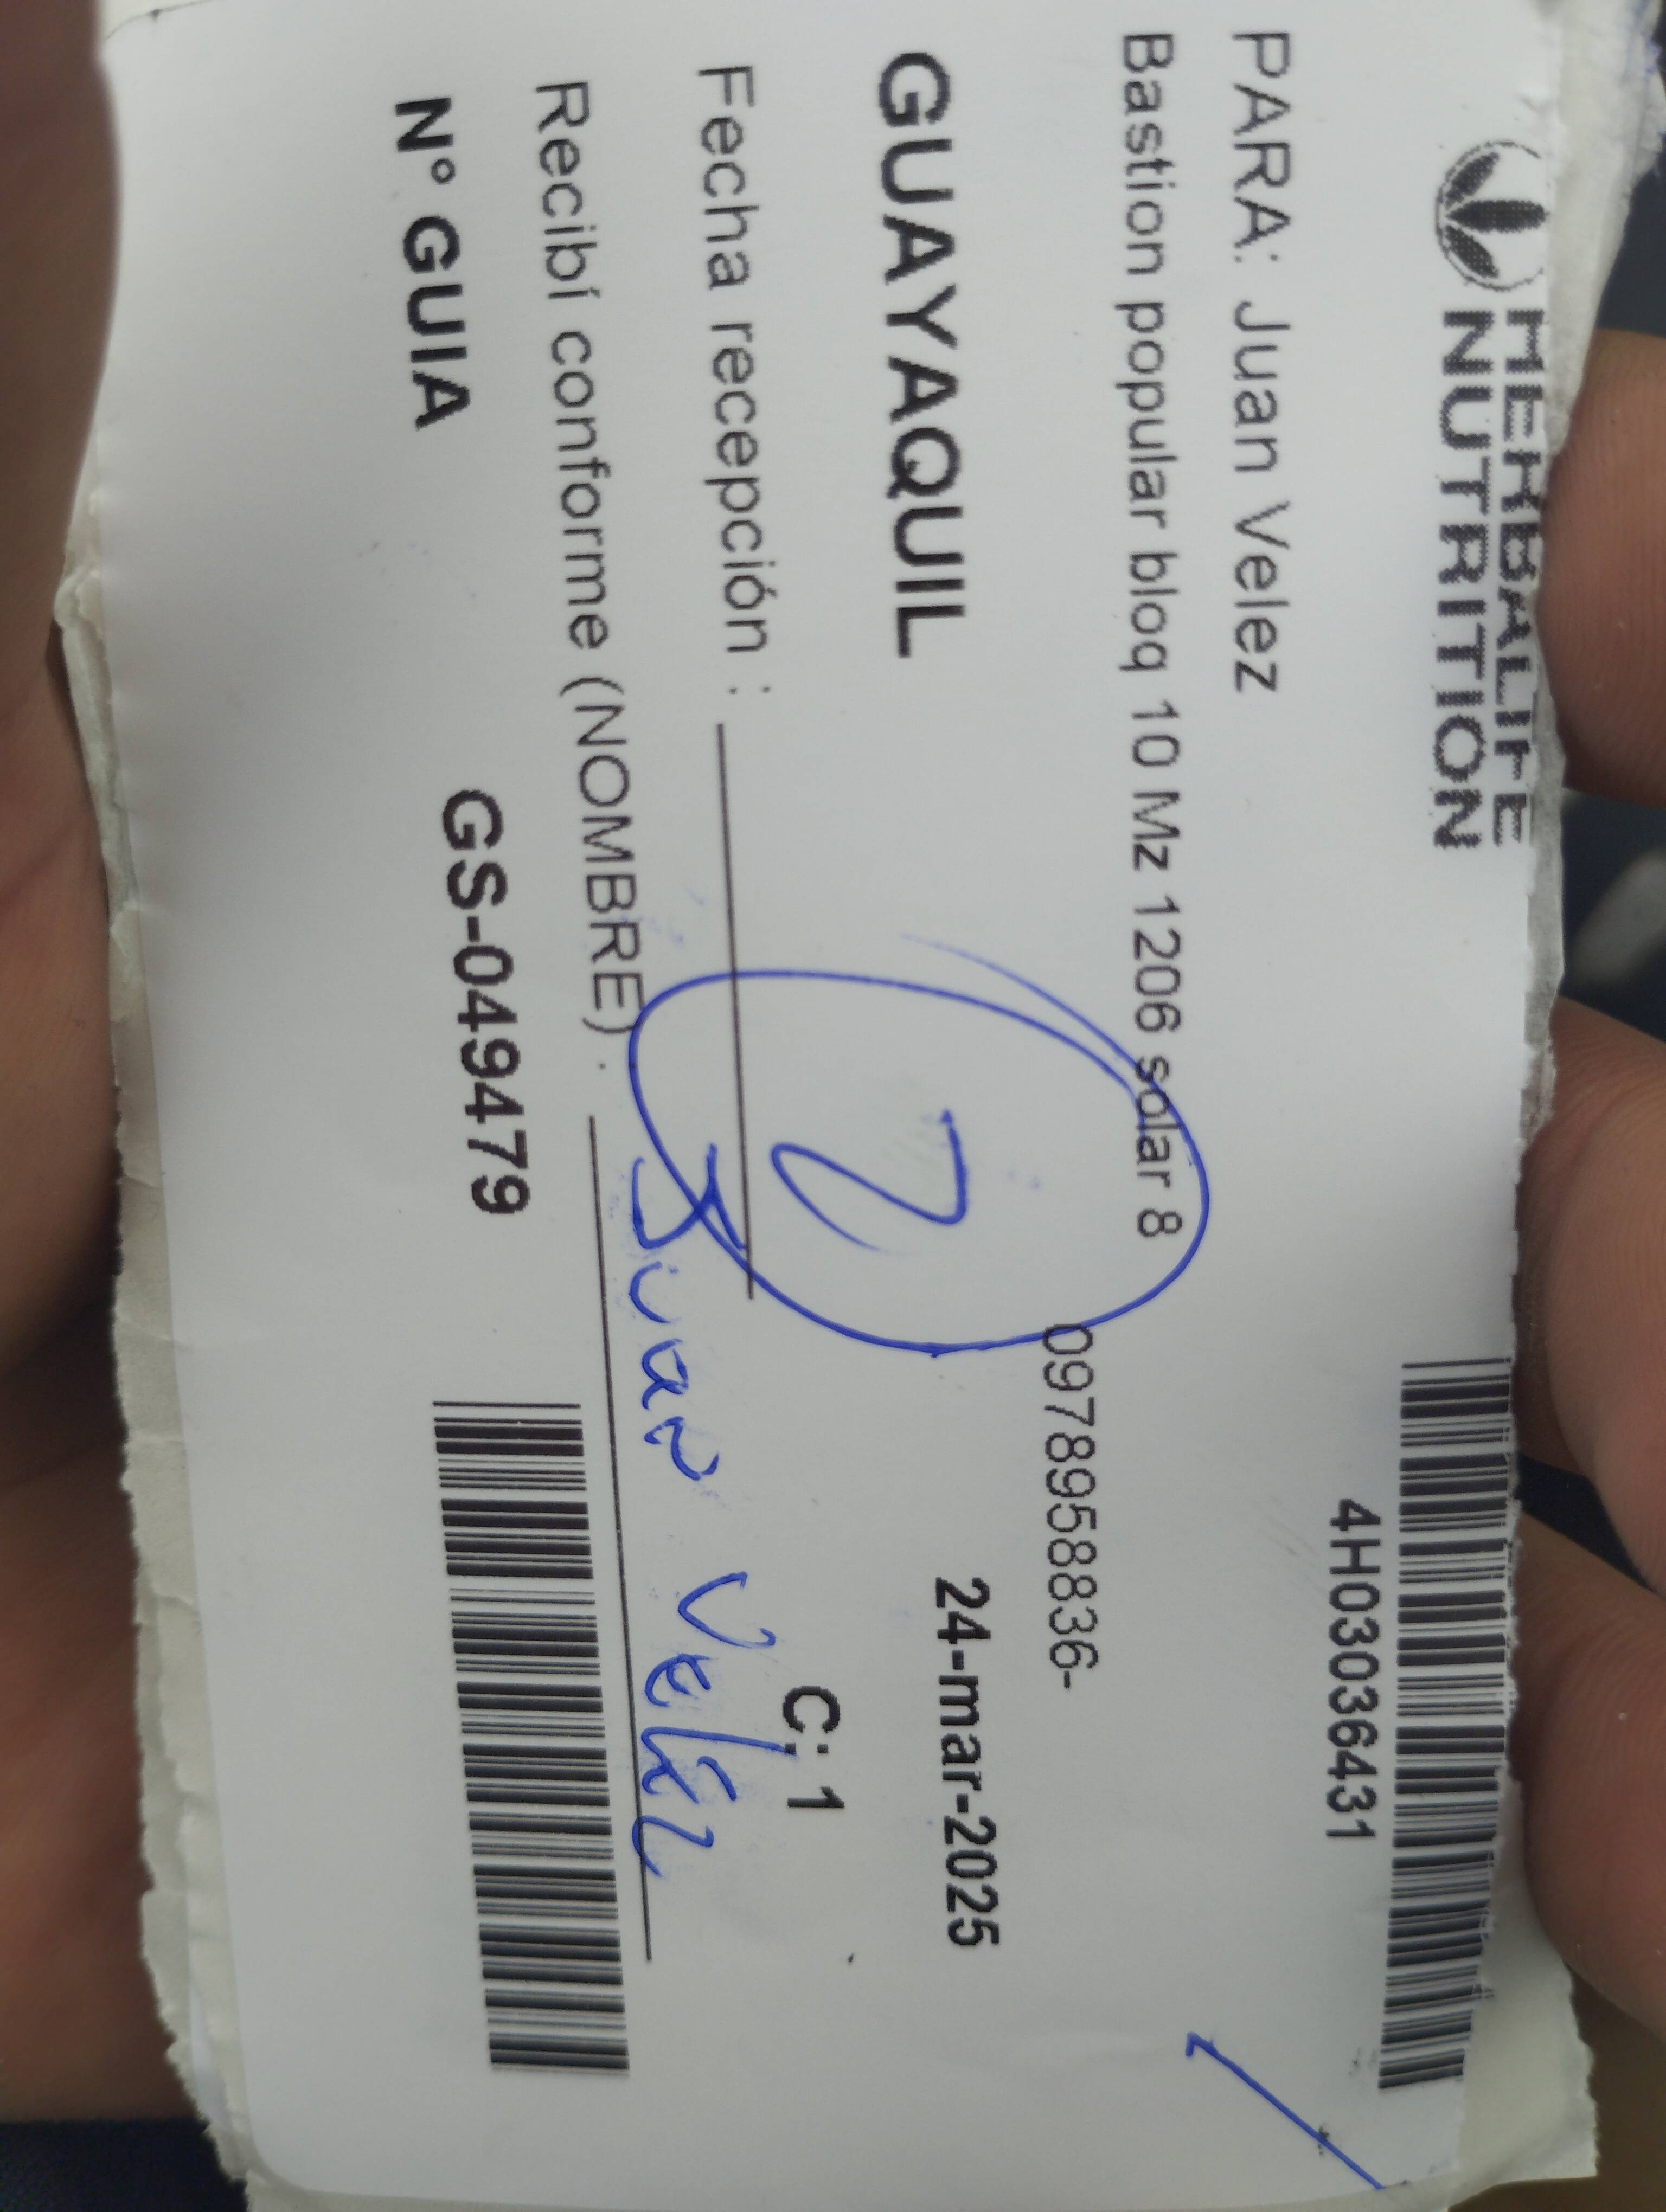 HERBALIFE
NUTRITION
4H03036431
PARA: Juan Velez
Bastion popular bloq 10 Mz 1206 solar 8
0978958836-
GUAYAQUIL
24-mar-2025
2
C; 1
Fecha recepción :
Recibí conforme (NOMBRE) : Juan Velez
N° GUIA GS-049479